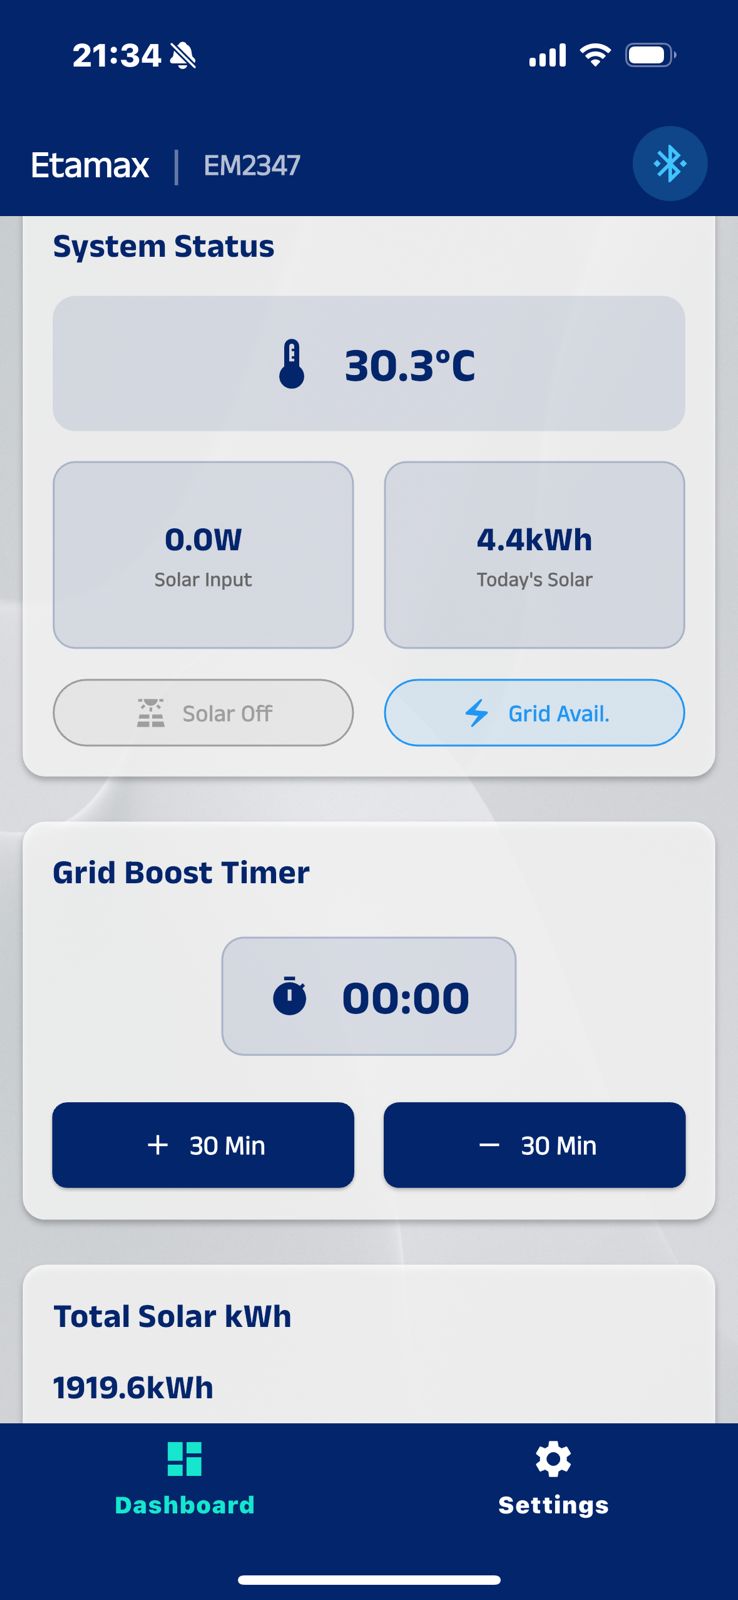 21:34
Etamax | EM2347
System Status
30.3°C
0.0W
Solar Input
4.4kWh
Today's Solar
Solar Off
Grid Avail.
Grid Boost Timer
00:00
+ 30 Min
− 30 Min
Total Solar kWh
1919.6kWh
Dashboard
Settings